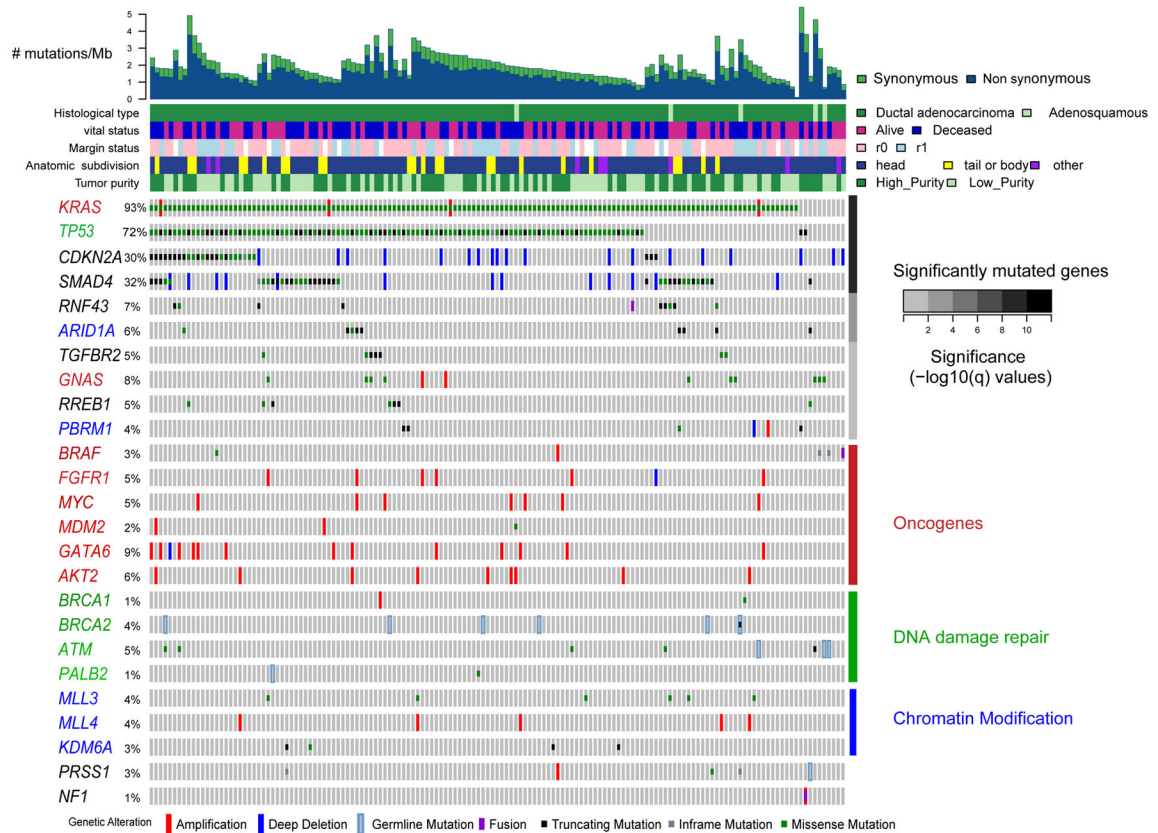 5
4
3
2
1
0
# mutations/Mb
Synonymous Non synonymous
Histological type
Ductal adenocarcinoma Adenosquamous
vital status
Alive Deceased
Margin status
r0 r1
Anatomic subdivision
head tail or body other
Tumor purity
High_Purity Low_Purity
KRAS 93%
TP53 72%
CDKN2A 30%
SMAD4 32%
RNF43 7%
ARID1A 6%
TGFBR2 5%
GNAS 8%
RREB1 5%
PBRM1 4%
Significantly mutated genes
2 4 6 8 10
Significance
(−log10(q) values)
BRAF 3%
FGFR1 5%
MYC 5%
MDM2 2%
GATA6 9%
AKT2 6%
Oncogenes
BRCA1 1%
BRCA2 4%
ATM 5%
PALB2 1%
DNA damage repair
MLL3 4%
MLL4 4%
KDM6A 3%
Chromatin Modification
PRSS1 3%
NF1 1%
Genetic Alteration Amplification Deep Deletion Germline Mutation Fusion Truncating Mutation Inframe Mutation Missense Mutation